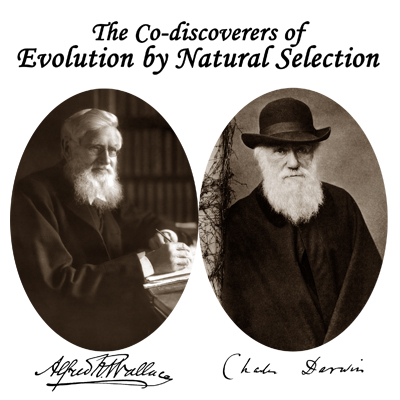 The Co-discoverers of
Evolution by Natural Selection
Alfred R Wallace Charles Darwin